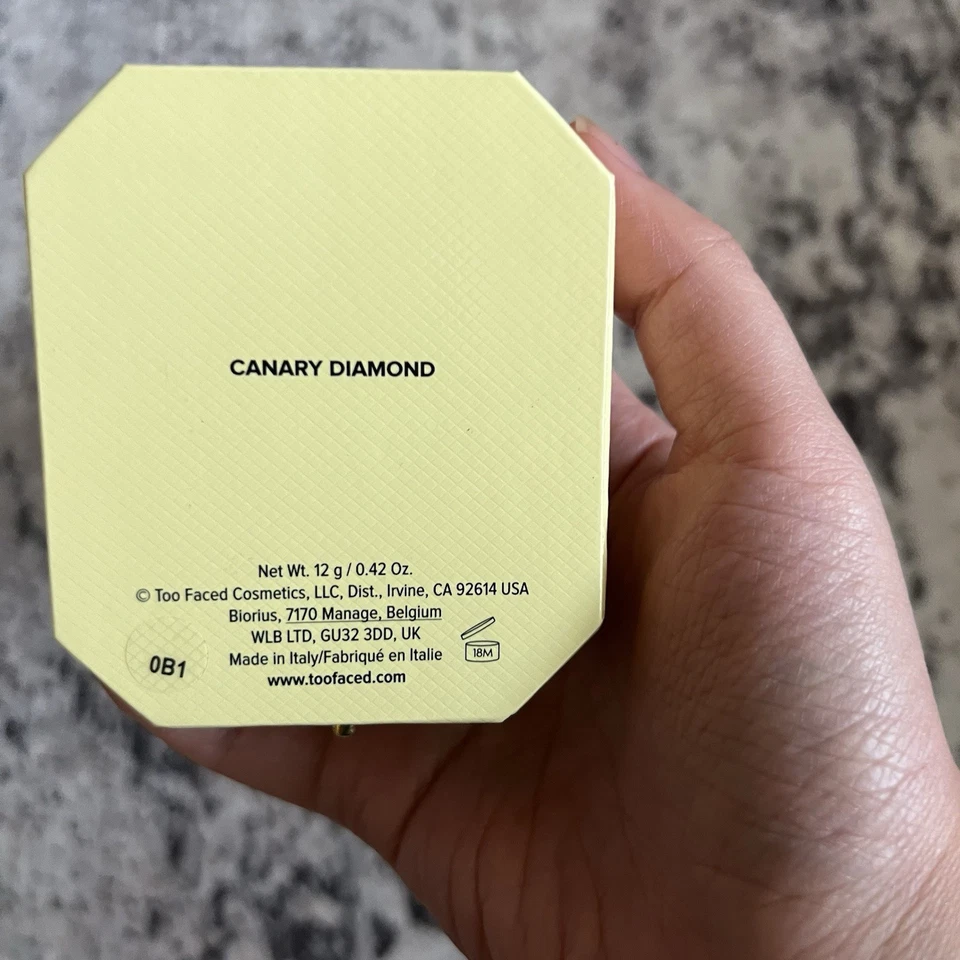 CANARY DIAMOND
Net Wt. 12 g / 0.42 Oz.
© Too Faced Cosmetics, LLC, Dist., Irvine, CA 92614 USA
Biorius, 7170 Manage, Belgium
WLB LTD, GU32 3DD, UK
18M
Made in Italy/Fabriqué en Italie
0B1
www.toofaced.com